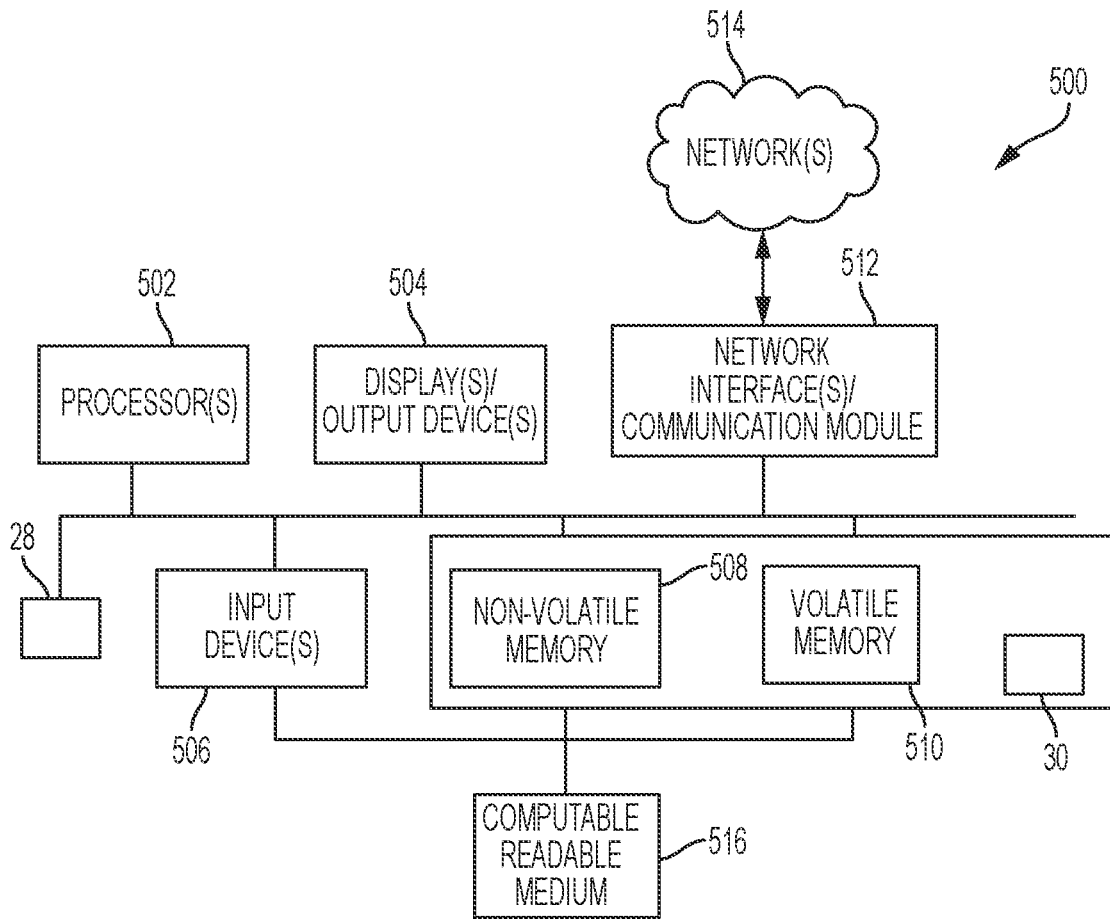 514
500
NETWORK(S)
512
502
504
PROCESSOR(S)
DISPLAY(S)/
OUTPUT DEVICE(S)
NETWORK
INTERFACE(S)/
COMMUNICATION MODULE
28
508
INPUT
DEVICE(S)
NON-VOLATILE
MEMORY
VOLATILE
MEMORY
506
510
30
COMPUTABLE
READABLE
MEDIUM
516